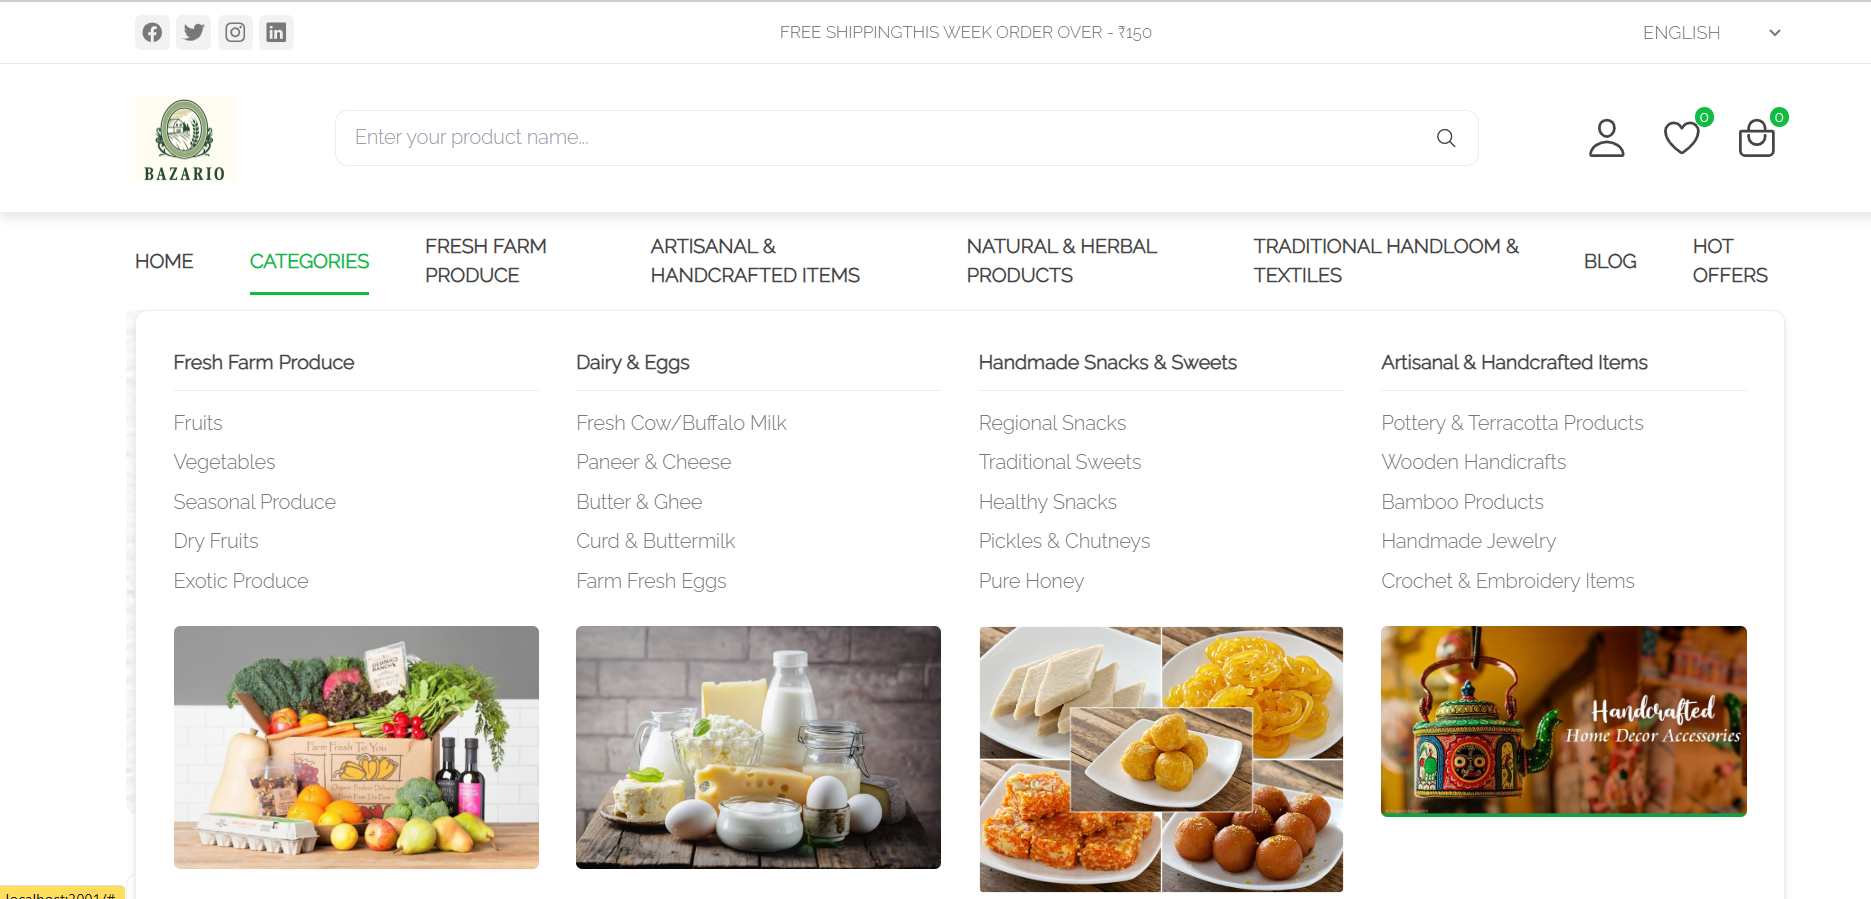 FREE SHIPPINGTHIS WEEK ORDER OVER - ₹150
ENGLISH
BAZARIO
Enter your product name...
0
0
HOME
CATEGORIES
FRESH FARM
PRODUCE
ARTISANAL &
HANDCRAFTED ITEMS
NATURAL & HERBAL
PRODUCTS
TRADITIONAL HANDLOOM &
TEXTILES
BLOG
HOT
OFFERS
Fresh Farm Produce
Fruits
Vegetables
Seasonal Produce
Dry Fruits
Exotic Produce
Dairy & Eggs
Fresh Cow/Buffalo Milk
Paneer & Cheese
Butter & Ghee
Curd & Buttermilk
Farm Fresh Eggs
Handmade Snacks & Sweets
Regional Snacks
Traditional Sweets
Healthy Snacks
Pickles & Chutneys
Pure Honey
Artisanal & Handcrafted Items
Pottery & Terracotta Products
Wooden Handicrafts
Bamboo Products
Handmade Jewelry
Crochet & Embroidery Items
Farm Fresh To You
Handcrafted
Home Decor Accessories
localhost:3001/#